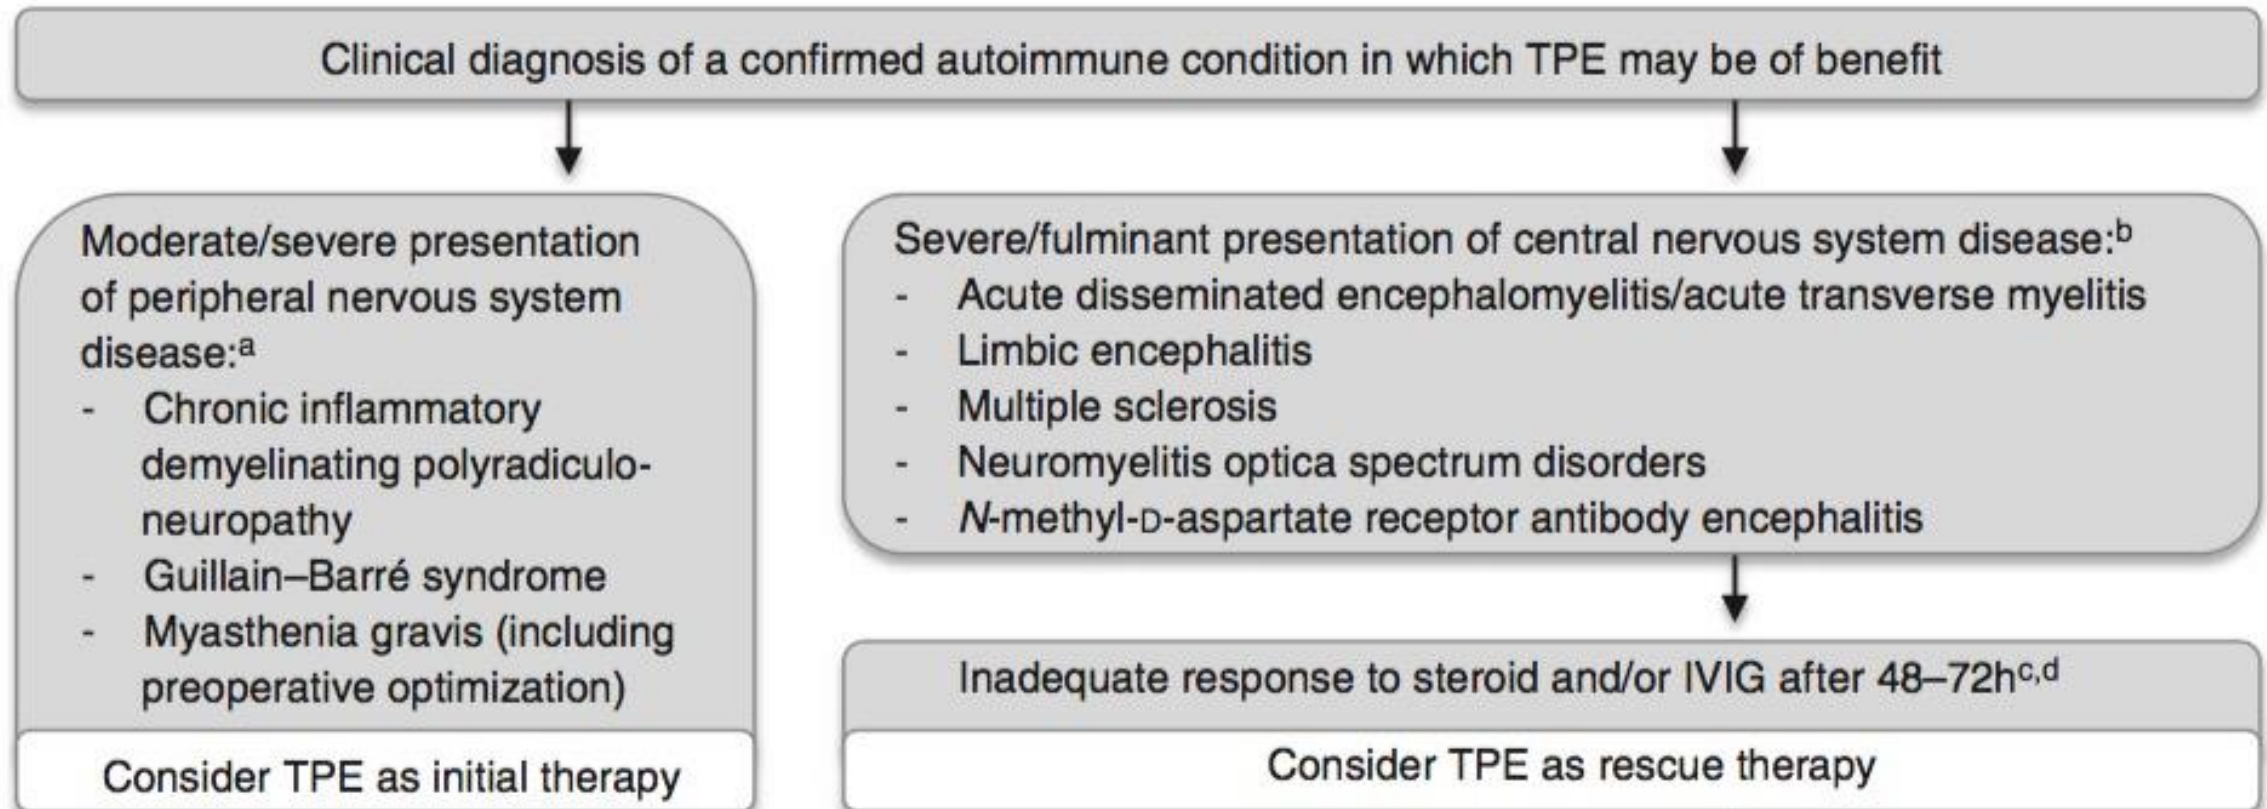 Clinical diagnosis of a confirmed autoimmune condition in which TPE may be of benefit
Moderate/severe presentation
of peripheral nervous system
disease:a
- Chronic inflammatory
demyelinating polyradiculo-
neuropathy
- Guillain–Barré syndrome
- Myasthenia gravis (including
preoperative optimization)
Consider TPE as initial therapy
Severe/fulminant presentation of central nervous system disease:b
- Acute disseminated encephalomyelitis/acute transverse myelitis
- Limbic encephalitis
- Multiple sclerosis
- Neuromyelitis optica spectrum disorders
- N-methyl-D-aspartate receptor antibody encephalitis
Inadequate response to steroid and/or IVIG after 48–72hc,d
Consider TPE as rescue therapy